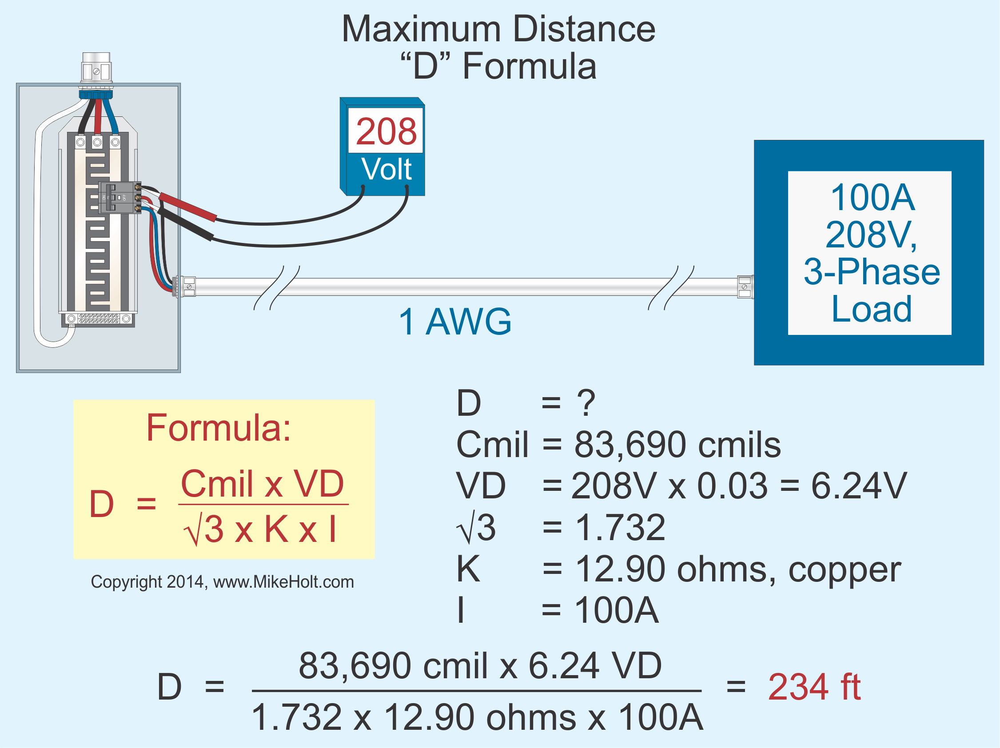 Maximum Distance
“D” Formula
208
Volt
ON
OFF
100A
208V,
3-Phase
Load
1 AWG
Formula:
D = Cmil x VD
√3 x K x I
Copyright 2014, www.MikeHolt.com
D = ?
Cmil = 83,690 cmils
VD = 208V x 0.03 = 6.24V
√3 = 1.732
K = 12.90 ohms, copper
I = 100A
D = 83,690 cmil x 6.24 VD = 234 ft
1.732 x 12.90 ohms x 100A